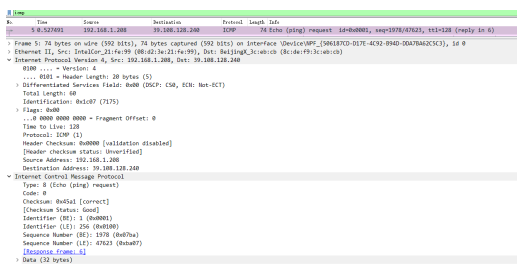 icmp
No. Time Source Destination Protocol Length Info
5 0.527491 192.168.1.208 39.108.128.240 ICMP 74 Echo (ping) request id=0x0001, seq=1978/47623, ttl=128 (reply in 6)
> Frame 5: 74 bytes on wire (592 bits), 74 bytes captured (592 bits) on interface \Device\NPF_{506187CD-D17E-4C92-B94D-DDA7BA62C5C3}, id 0
> Ethernet II, Src: IntelCor_21:fe:99 (08:d2:3e:21:fe:99), Dst: BeijingX_3c:eb:cb (8c:de:f9:3c:eb:cb)
Internet Protocol Version 4, Src: 192.168.1.208, Dst: 39.108.128.240
0100 .... = Version: 4
.... 0101 = Header Length: 20 bytes (5)
> Differentiated Services Field: 0x00 (DSCP: CS0, ECN: Not-ECT)
Total Length: 60
Identification: 0x1c07 (7175)
> Flags: 0x00
...0 0000 0000 0000 = Fragment Offset: 0
Time to Live: 128
Protocol: ICMP (1)
Header Checksum: 0x0000 [validation disabled]
[Header checksum status: Unverified]
Source Address: 192.168.1.208
Destination Address: 39.108.128.240
Internet Control Message Protocol
Type: 8 (Echo (ping) request)
Code: 0
Checksum: 0x45a1 [correct]
[Checksum Status: Good]
Identifier (BE): 1 (0x0001)
Identifier (LE): 256 (0x0100)
Sequence Number (BE): 1978 (0x07ba)
Sequence Number (LE): 47623 (0xba07)
[Response frame: 6]
> Data (32 bytes)